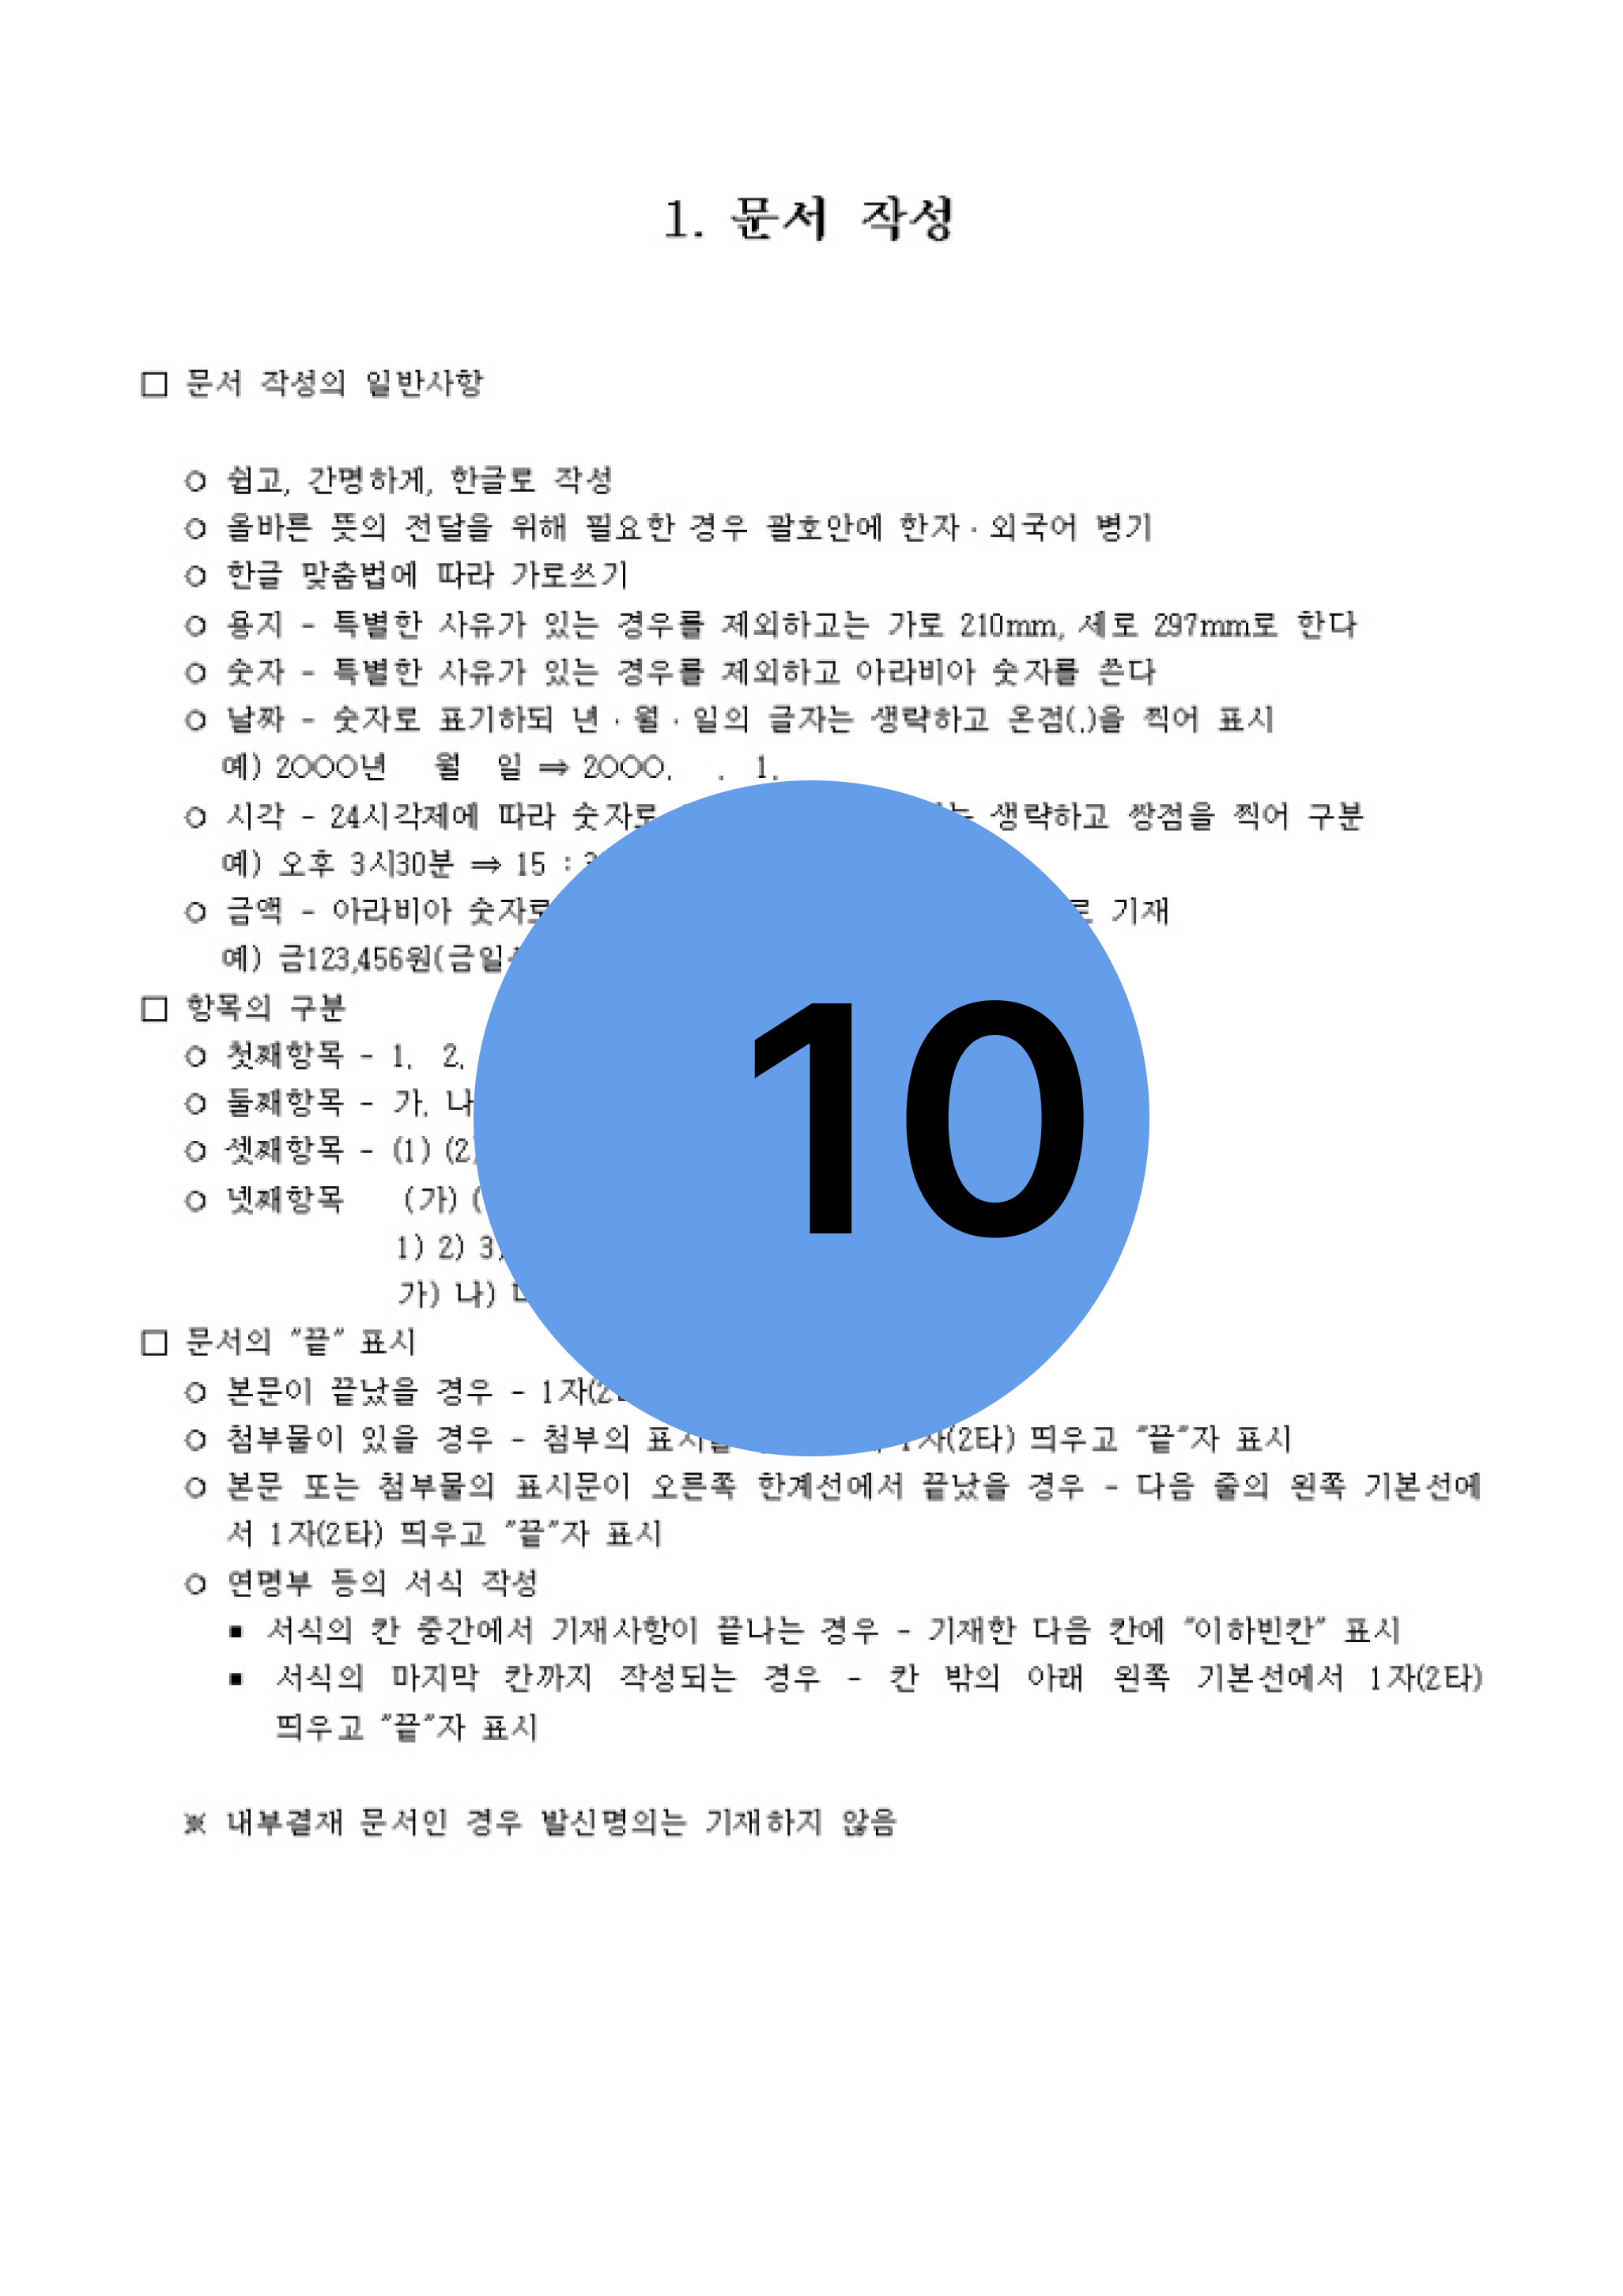 1. 문서 작성
□ 문서 작성의 일반사항
○ 쉽고, 간명하게, 한글로 작성
○ 올바른 뜻의 전달을 위해 필요한 경우 괄호안에 한자 · 외국어 병기
○ 한글 맞춤법에 따라 가로쓰기
○ 용지 - 특별한 사유가 있는 경우를 제외하고는 가로 210mm, 세로 297mm로 한다
○ 숫자 - 특별한 사유가 있는 경우를 제외하고 아라비아 숫자를 쓴다
○ 날짜 - 숫자로 표기하되 년 · 월 · 일의 글자는 생략하고 온점(.)을 찍어 표시
예) 2○○○년 월 일 ⇒ 2○○○. . 1.
○ 시각 - 24시각제에 따라 숫자로 생략하고 쌍점을 찍어 구분
예) 오후 3시30분 ⇒ 15 :
○ 금액 - 아라비아 숫자로 기재
예) 금123,456원(금일
□ 항목의 구분
○ 첫째항목 - 1. 2.
○ 둘째항목 - 가. 나
○ 셋째항목 - (1) (2)
○ 넷째항목 (가) (
1) 2) 3)
가) 나)
10
□ 문서의 "끝" 표시
○ 본문이 끝났을 경우 - 1자(2
○ 첨부물이 있을 경우 - 첨부의 1자(2타) 띄우고 "끝"자 표시
○ 본문 또는 첨부물의 표시문이 오른쪽 한계선에서 끝났을 경우 - 다음 줄의 왼쪽 기본선에
서 1자(2타) 띄우고 "끝"자 표시
○ 연명부 등의 서식 작성
▪ 서식의 칸 중간에서 기재사항이 끝나는 경우 - 기재한 다음 칸에 "이하빈칸" 표시
▪ 서식의 마지막 칸까지 작성되는 경우 - 칸 밖의 아래 왼쪽 기본선에서 1자(2타)
띄우고 "끝"자 표시
※ 내부결재 문서인 경우 발신명의는 기재하지 않음